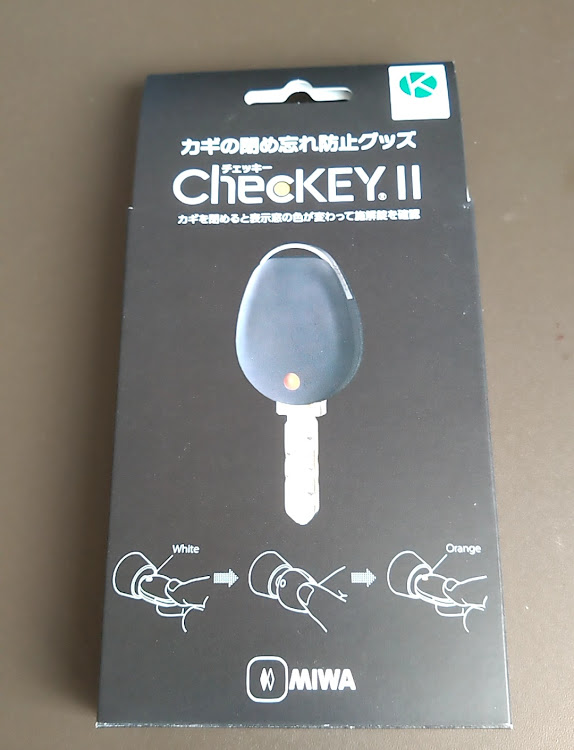 K
カギの閉め忘れ防止グッズ
チェッキー
ChecKEY.® II
カギを閉めると表示窓の色が変わって施解錠を確認
White
Orange
MIWA